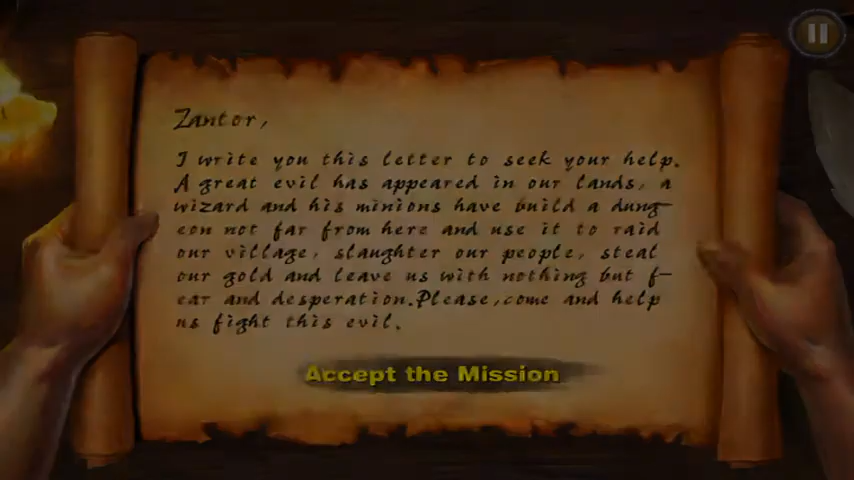 Zantor,
I write you this letter to seek your help.
A great evil has appeared in our lands, a
wizard and his minions have build a dung-
eon not far from here and use it to raid
our village, slaughter our people, steal
our gold and leave us with nothing but f-
ear and desperation.Please,come and help
us fight this evil.
Accept the Mission